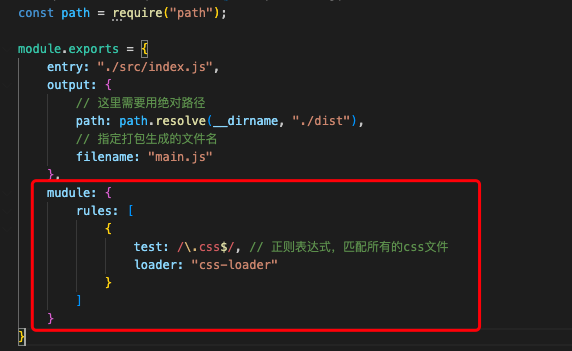 const path = require("path");
module.exports = {
entry: "./src/index.js",
output: {
// 这里需要用绝对路径
path: path.resolve(__dirname, "./dist"),
// 指定打包生成的文件名
filename: "main.js"
},
mudule: {
rules: [
{
test: /\.css$/, // 正则表达式，匹配所有的css文件
loader: "css-loader"
}
]
}
}